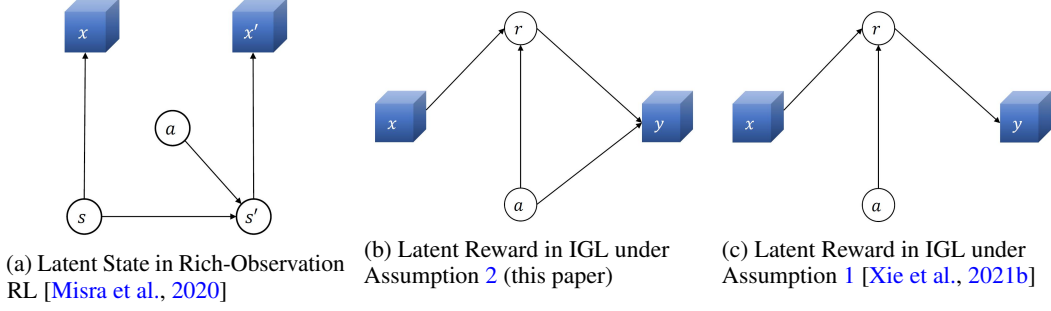 x
x′
a
s
s′
(a) Latent State in Rich-Observation
RL [Misra et al., 2020]
r
x
y
a
(b) Latent Reward in IGL under
Assumption 2 (this paper)
r
x
y
a
(c) Latent Reward in IGL under
Assumption 1 [Xie et al., 2021b]